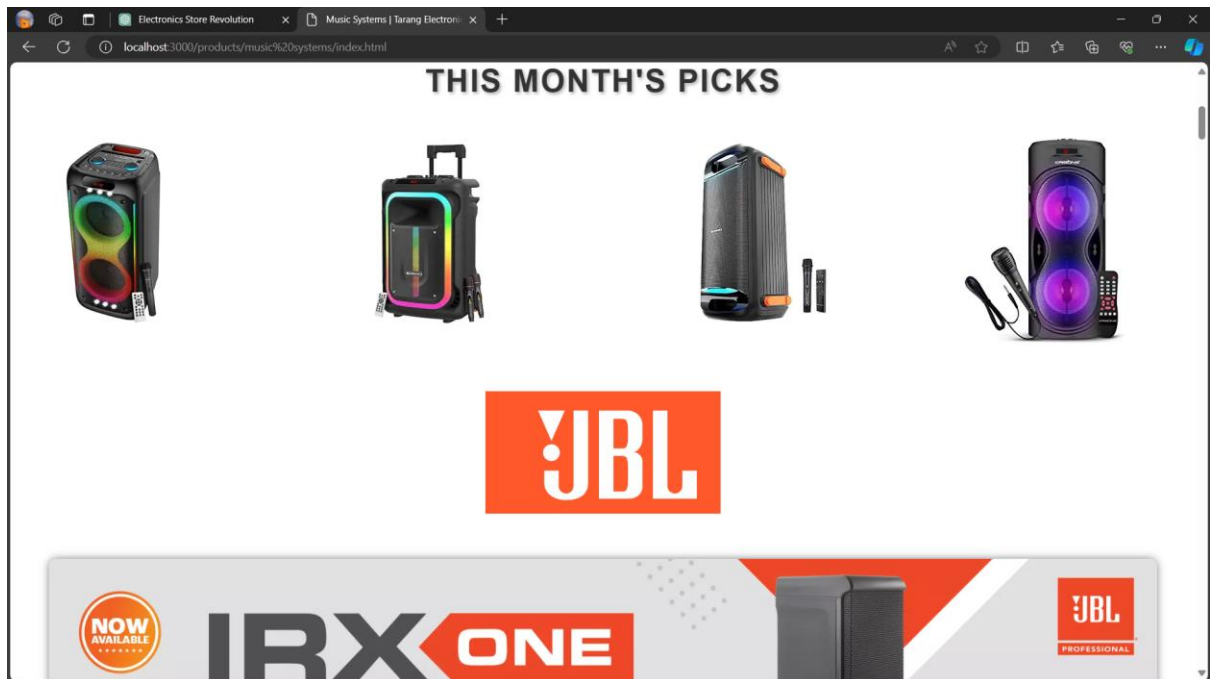 Electronics Store Revolution
Music Systems | Tarang Electroni
localhost:3000/products/music%20systems/index.html
THIS MONTH'S PICKS
JBL
NOW
AVAILABLE
IRX ONE
JBL
PROFESSIONAL